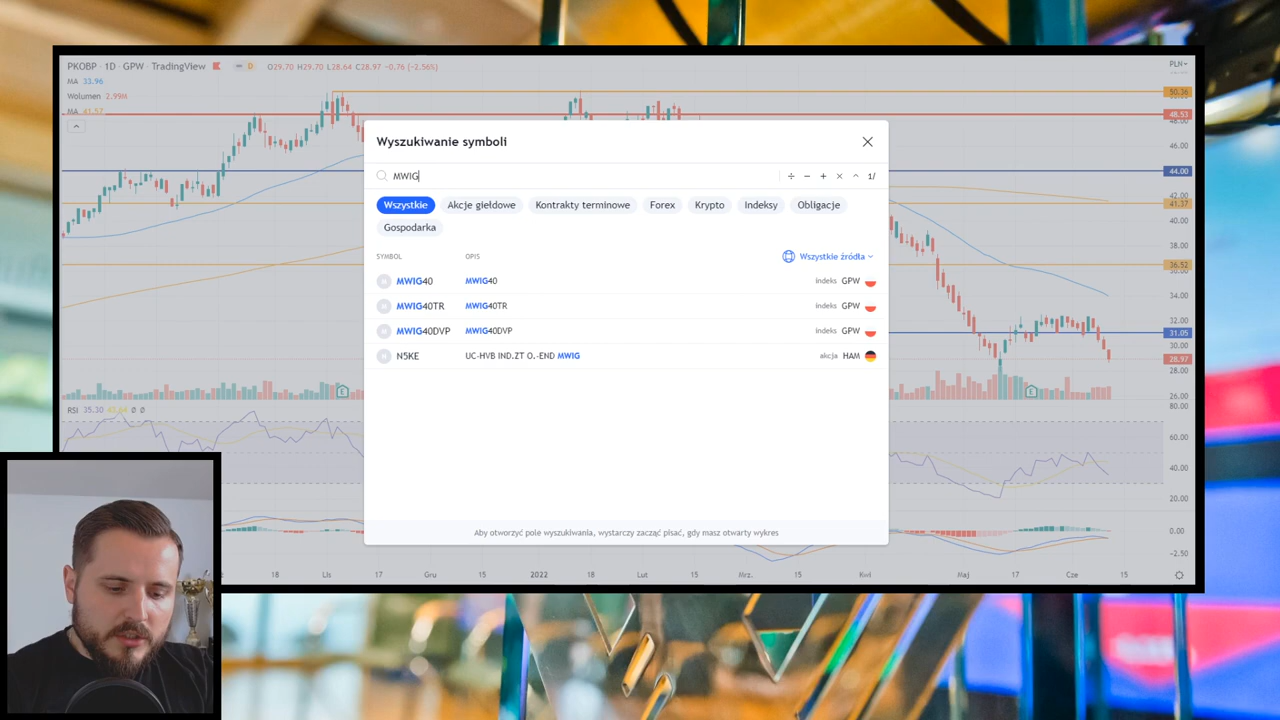 PKOBP · 1D · GPW · TradingView D O29.70 H29.70 L28.64 C28.97 −0.76 (−2.56%)
PLN
MA 33.96
Wolumen 2.99M
MA 41.57
50.36
48.53
48.00
46.00
44.00
42.00
41.37
40.00
38.00
36.52
36.00
34.00
32.00
31.05
30.00
28.97
28.00
26.00
Wyszukiwanie symboli
MWIG
÷ − + × ^ 1/
Wszystkie Akcje giełdowe Kontrakty terminowe Forex Krypto Indeksy Obligacje
Gospodarka
SYMBOL OPIS Wszystkie źródła
M MWIG40 MWIG40 indeks GPW
M MWIG40TR MWIG40TR indeks GPW
M MWIG40DVP MWIG40DVP indeks GPW
N N5KE UC-HVB IND.ZT O.-END MWIG akcja HAM
Aby otworzyć pole wyszukiwania, wystarczy zacząć pisać, gdy masz otwarty wykres
E
E
RSI 35.30 Ø Ø
80.00
60.00
40.00
20.00
0.00
−2.50
18 Lis 17 Gru 15 2022 18 Lut 15 Mrz. 15 Kwi Maj 17 Cze 15